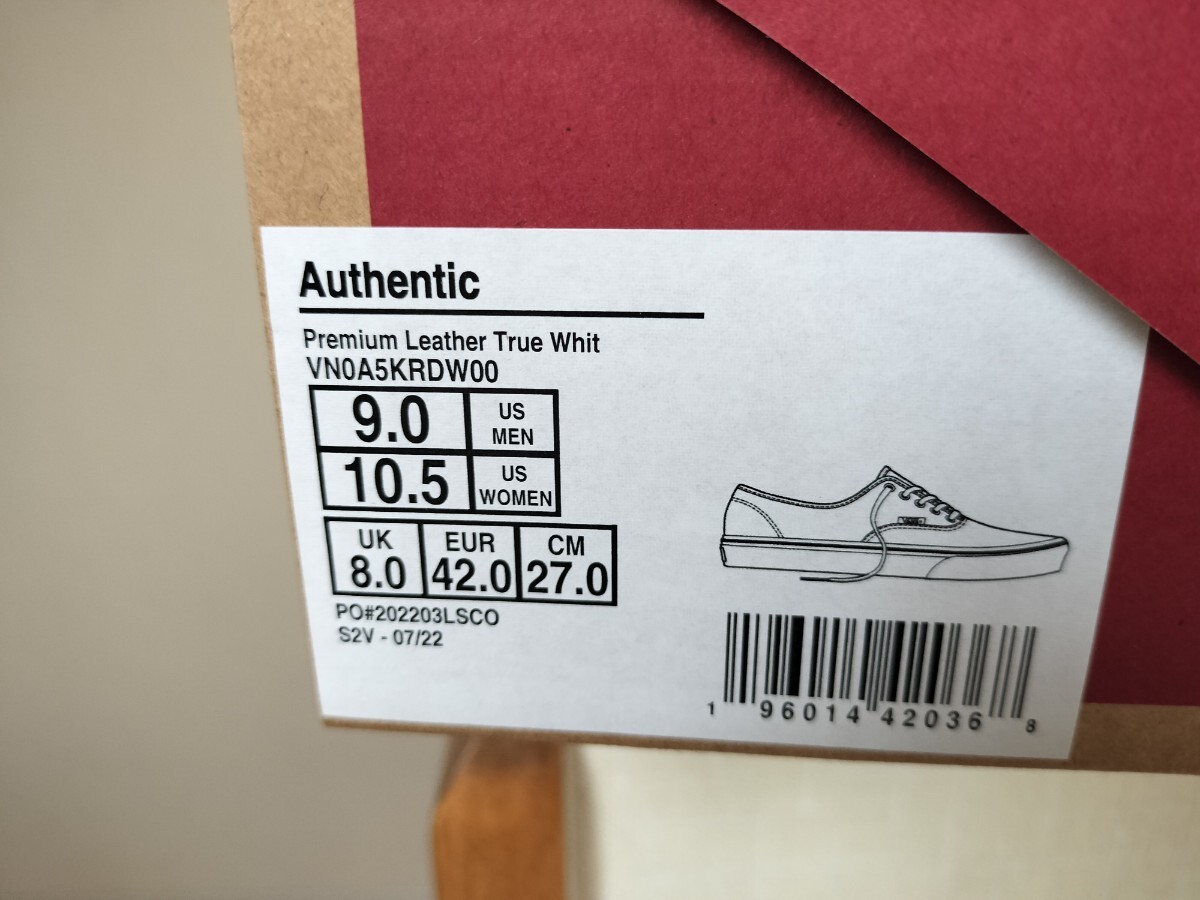 Authentic
Premium Leather True Whit
VN0A5KRDW00
9.0 US MEN
10.5 US WOMEN
UK EUR CM
8.0 42.0 27.0
PO#202203LSCO
S2V - 07/22
1 96014 42036 8